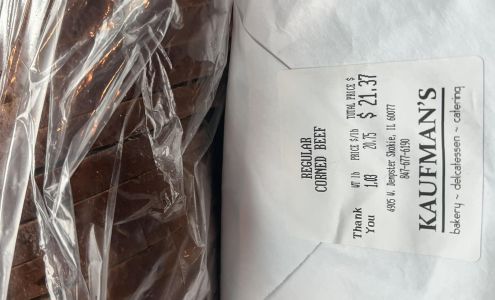 REGULAR
CORNED BEEF
WT lb PRICE $/lb TOTAL PRICE $
1.03 20.75 $ 21.37
Thank
You
4905 W. Dempster Skokie, IL 60077
847-677-6190
KAUFMAN'S
bakery ~ delicatessen ~ catering